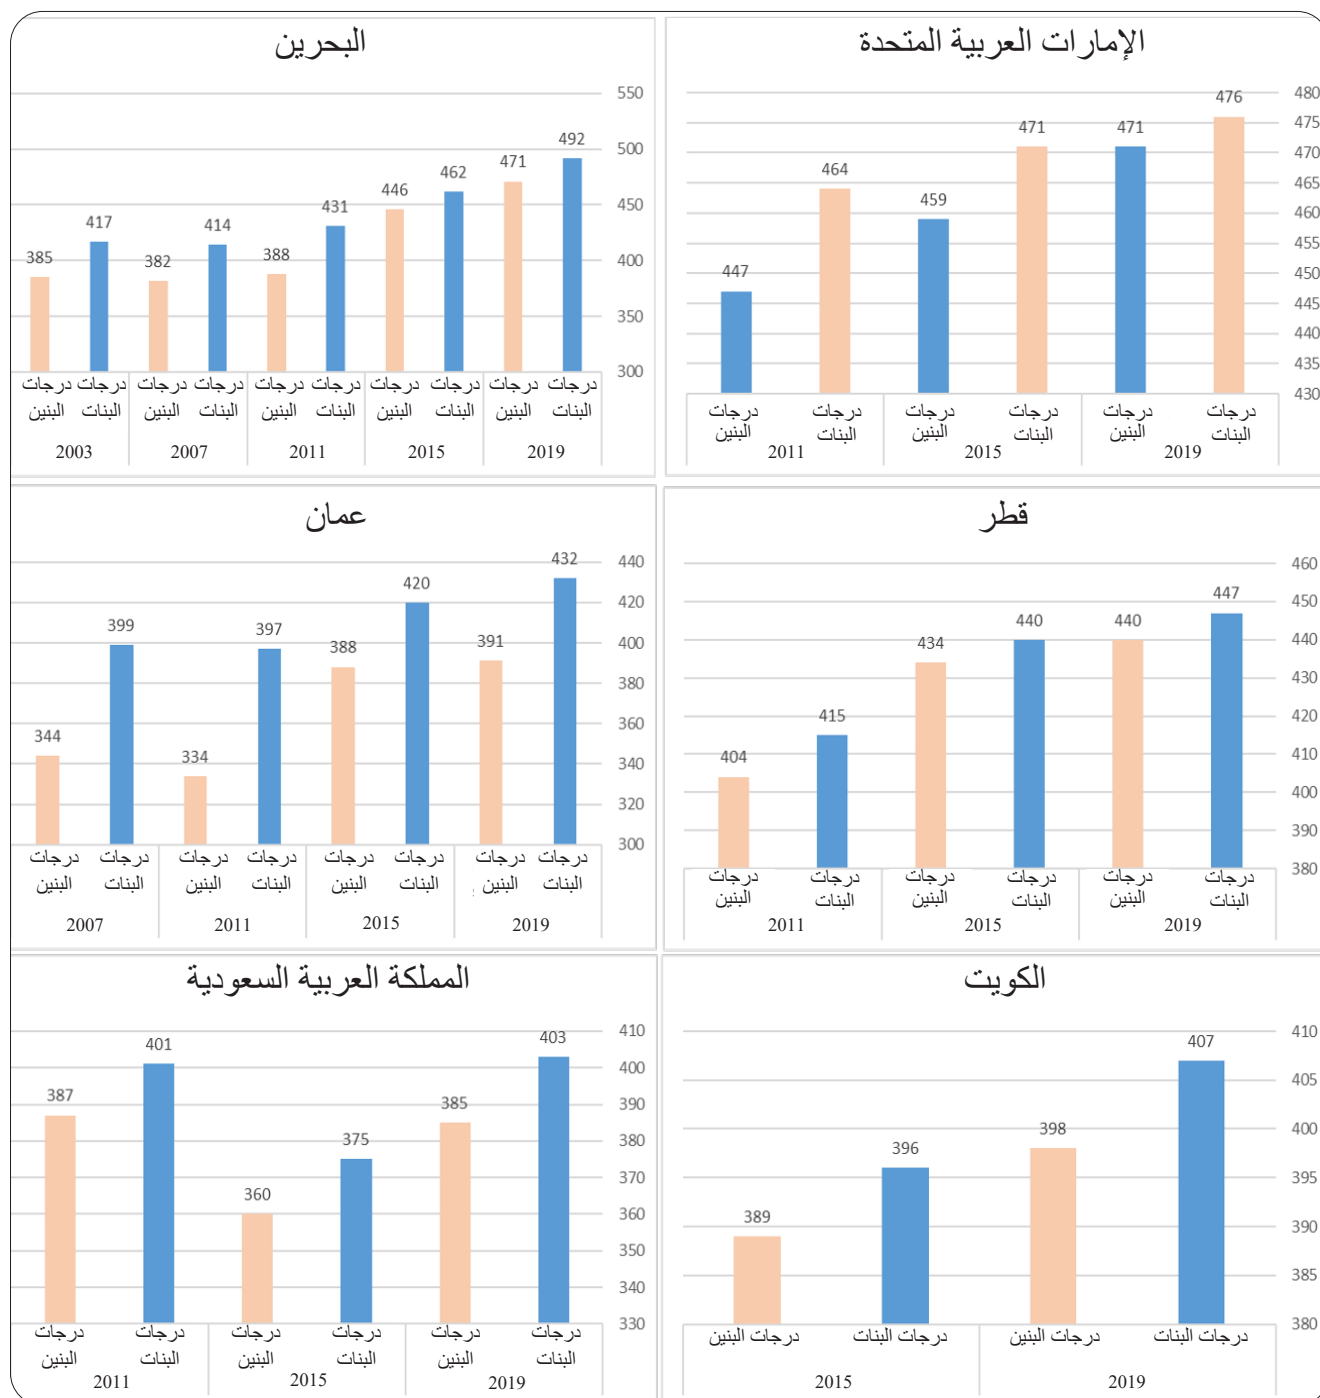 الإمارات العربية المتحدة
480
475
470
465
460
455
450
445
440
435
430
447
464
459
471
471
476
درجات البنين
درجات البنات
درجات البنين
درجات البنات
درجات البنين
درجات البنات
2011
2015
2019
البحرين
550
500
450
400
350
300
385
417
382
414
388
431
446
462
471
492
درجات البنين
درجات البنات
درجات البنين
درجات البنات
درجات البنين
درجات البنات
درجات البنين
درجات البنات
درجات البنين
درجات البنات
2003
2007
2011
2015
2019
قطر
460
450
440
430
420
410
400
390
380
404
415
434
440
440
447
درجات البنين
درجات البنات
درجات البنين
درجات البنات
درجات البنين
درجات البنات
2011
2015
2019
عمان
440
420
400
380
360
340
320
300
344
399
334
397
388
420
391
432
درجات البنين
درجات البنات
درجات البنين
درجات البنات
درجات البنين
درجات البنات
درجات البنين
درجات البنات
2007
2011
2015
2019
الكويت
410
405
400
395
390
385
380
389
396
398
407
درجات البنين
درجات البنات
درجات البنين
درجات البنات
2015
2019
المملكة العربية السعودية
410
400
390
380
370
360
350
340
330
387
401
360
375
385
403
درجات البنين
درجات البنات
درجات البنين
درجات البنات
درجات البنين
درجات البنات
2011
2015
2019